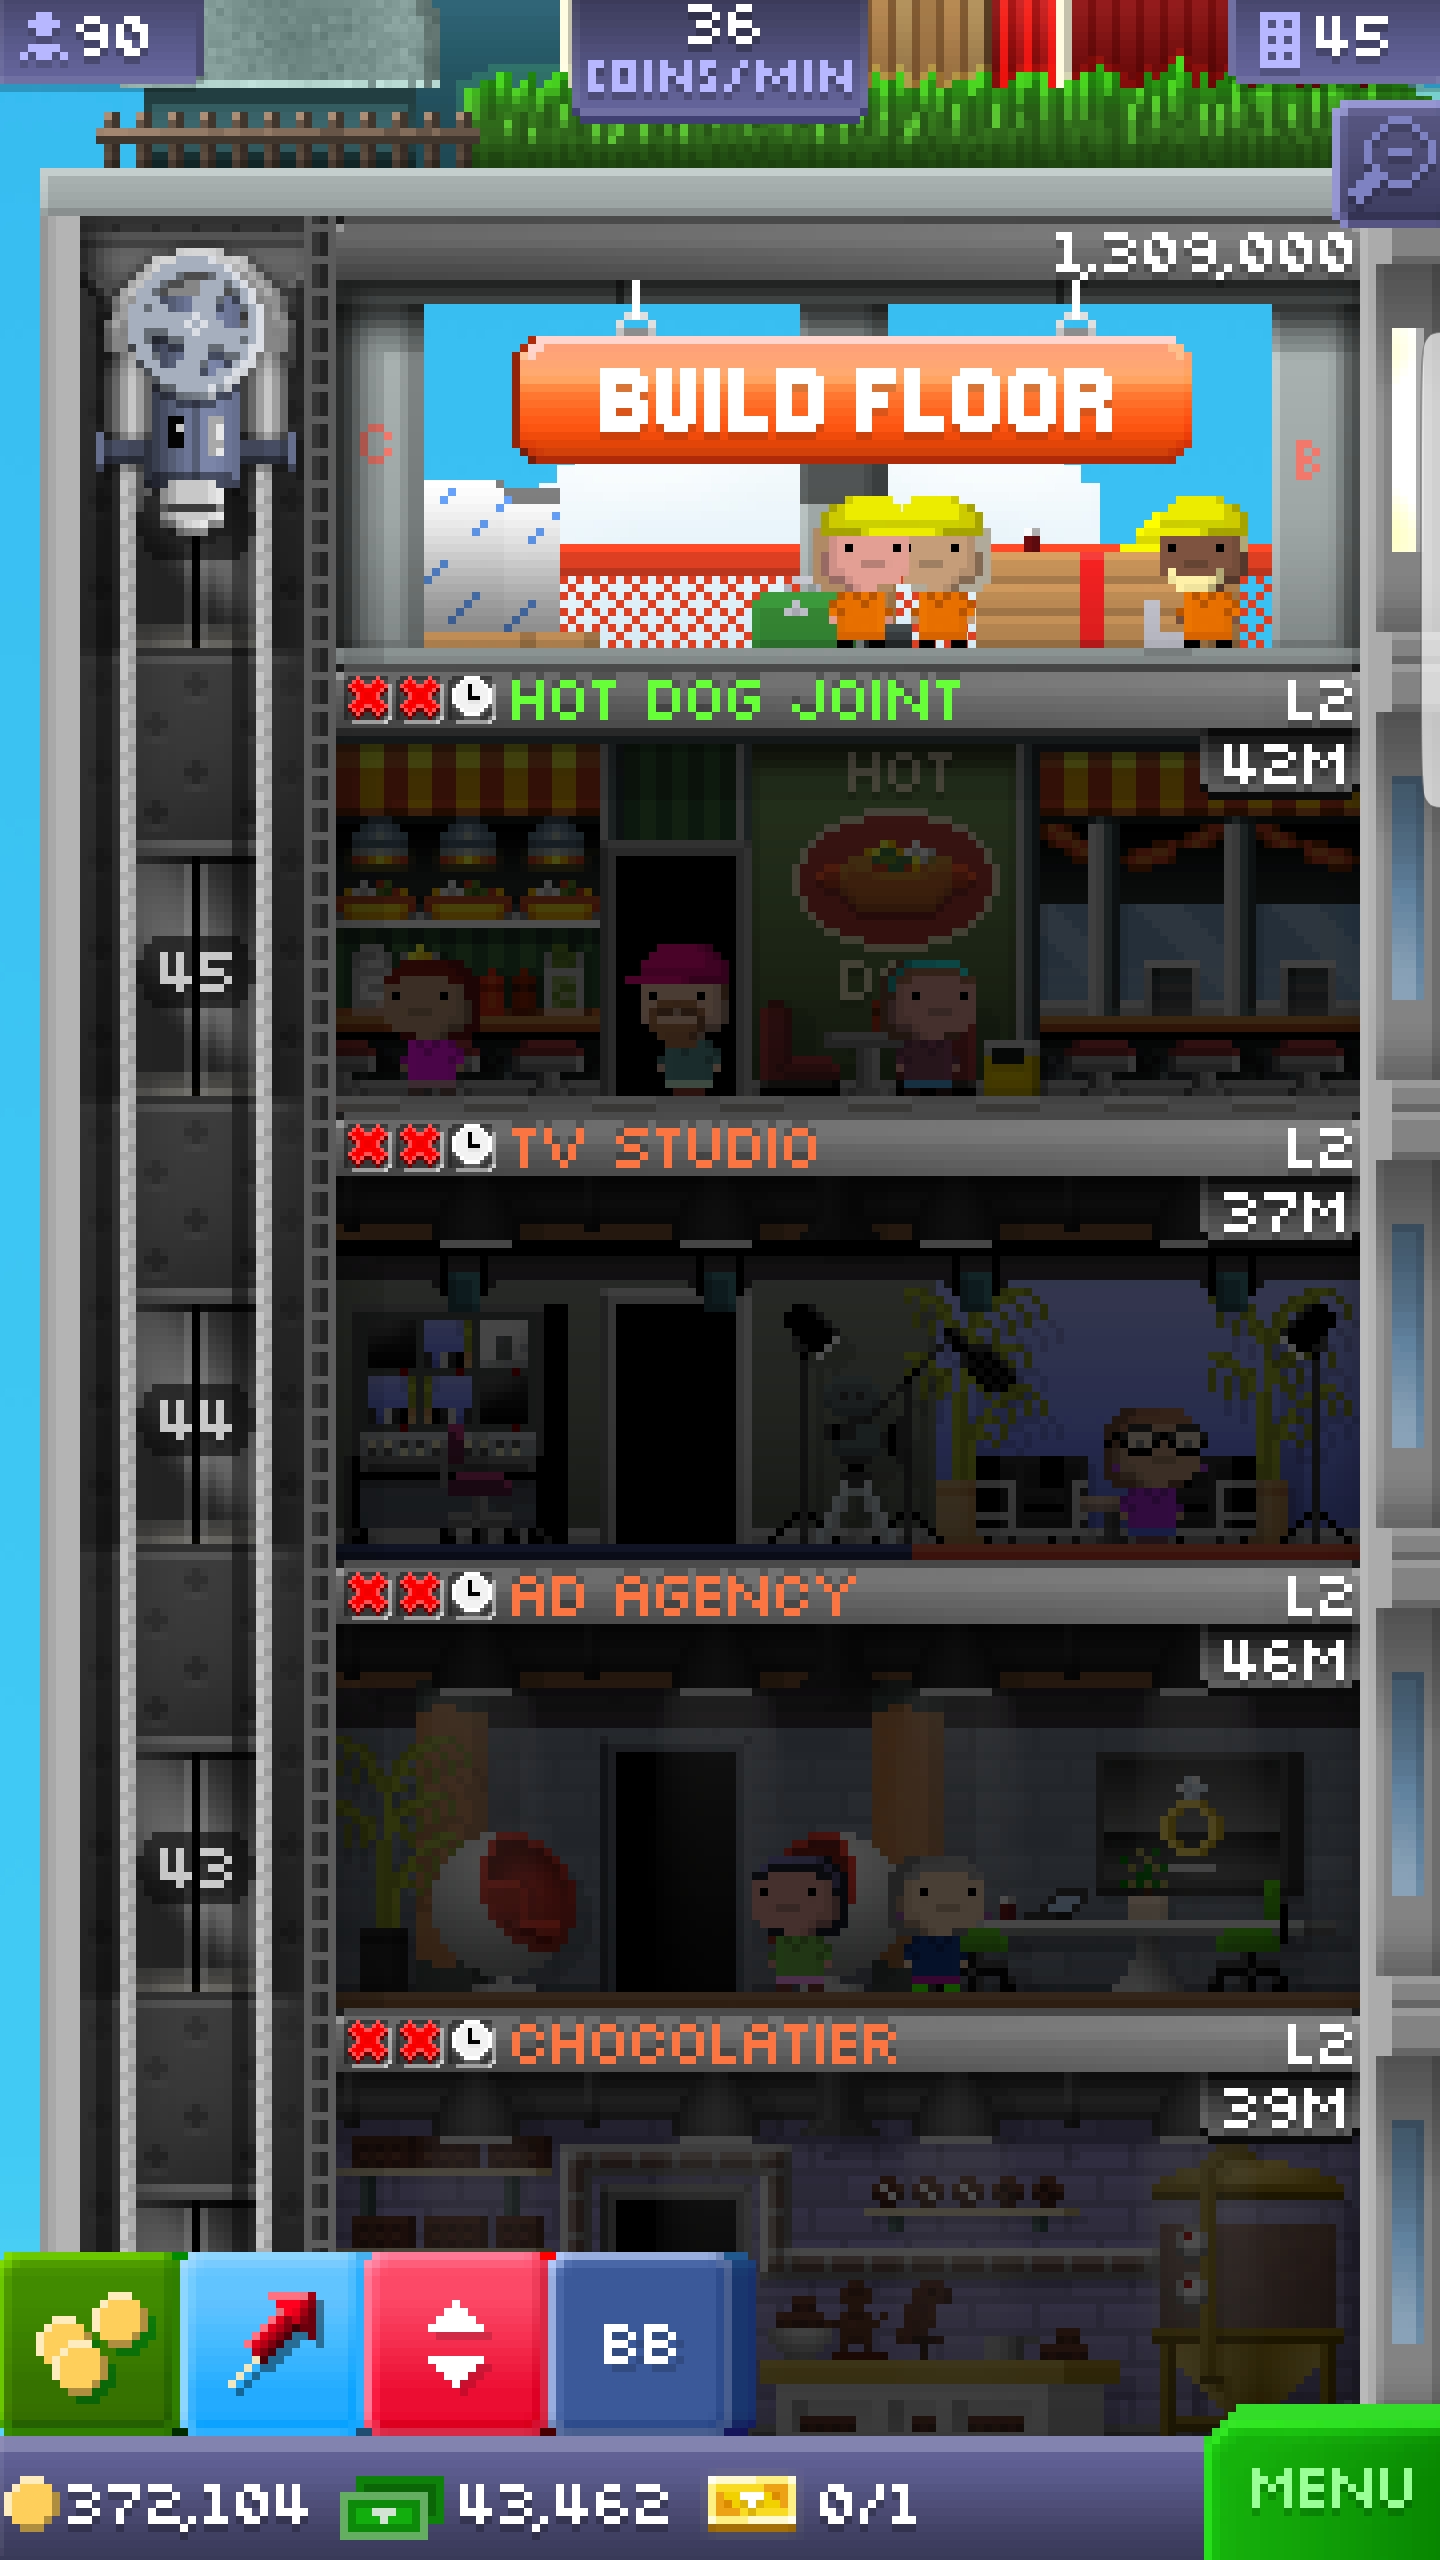 90
36
COINS/MIN
45
1,309,000
C
BUILD FLOOR
B
HOT DOG JOINT L2
42M
HOT
45
TV STUDIO L2
37M
44
AD AGENCY L2
46M
43
CHOCOLATIER L2
39M
BB
372,104 43,462 0/1
MENU